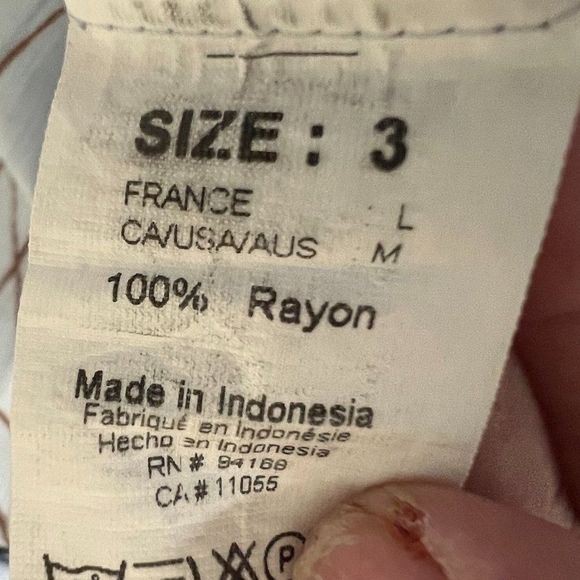 SIZE : 3
FRANCE : L
CA/USA/AUS : M
100% Rayon
Made in Indonesia
Fabriqué en Indonésie
Hecho en Indonesia
RN# 94168
CA#11055
P